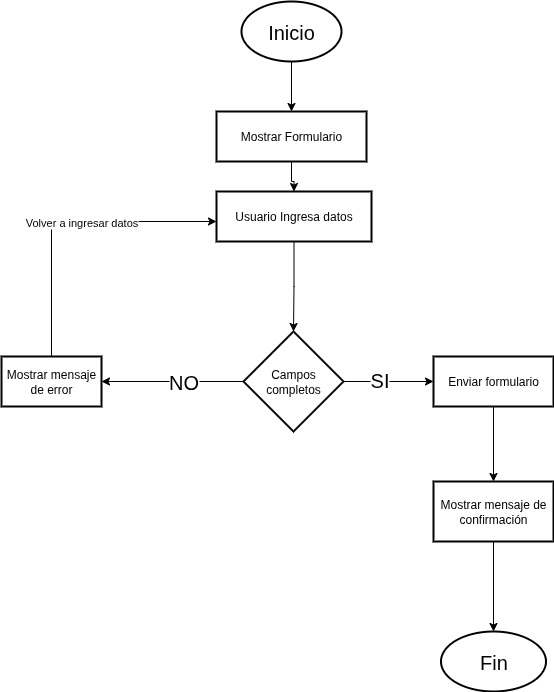 Inicio
Mostrar Formulario
Usuario Ingresa datos
Volver a ingresar datos
Campos
completos
Mostrar mensaje
de error
NO
SI
Enviar formulario
Mostrar mensaje de
confirmación
Fin